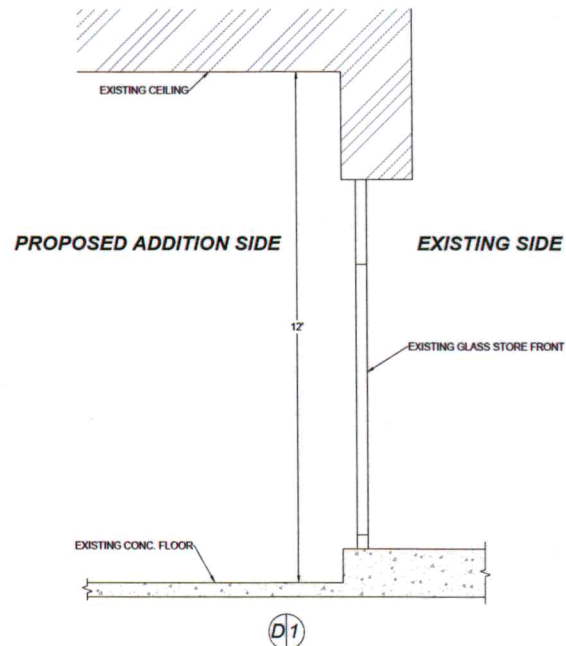 EXISTING CEILING
PROPOSED ADDITION SIDE
EXISTING SIDE
12'
EXISTING GLASS STORE FRONT
EXISTING CONC. FLOOR
D 1